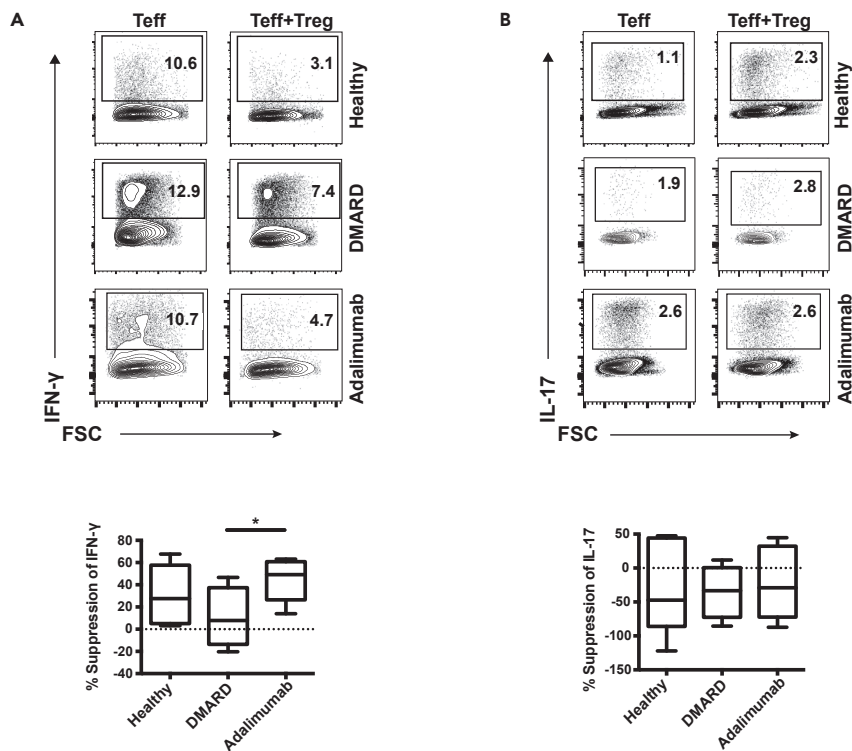 A
Teff
Teff+Treg
10.6
3.1
Healthy
12.9
7.4
DMARD
10.7
4.7
Adalimumab
IFN-γ
FSC
% Suppression of IFN-γ
80
60
40
20
0
-20
-40
*
Healthy
DMARD
Adalimumab
B
Teff
Teff+Treg
1.1
2.3
Healthy
1.9
2.8
DMARD
2.6
2.6
Adalimumab
IL-17
FSC
% Suppression of IL-17
50
0
-50
-100
-150
Healthy
DMARD
Adalimumab